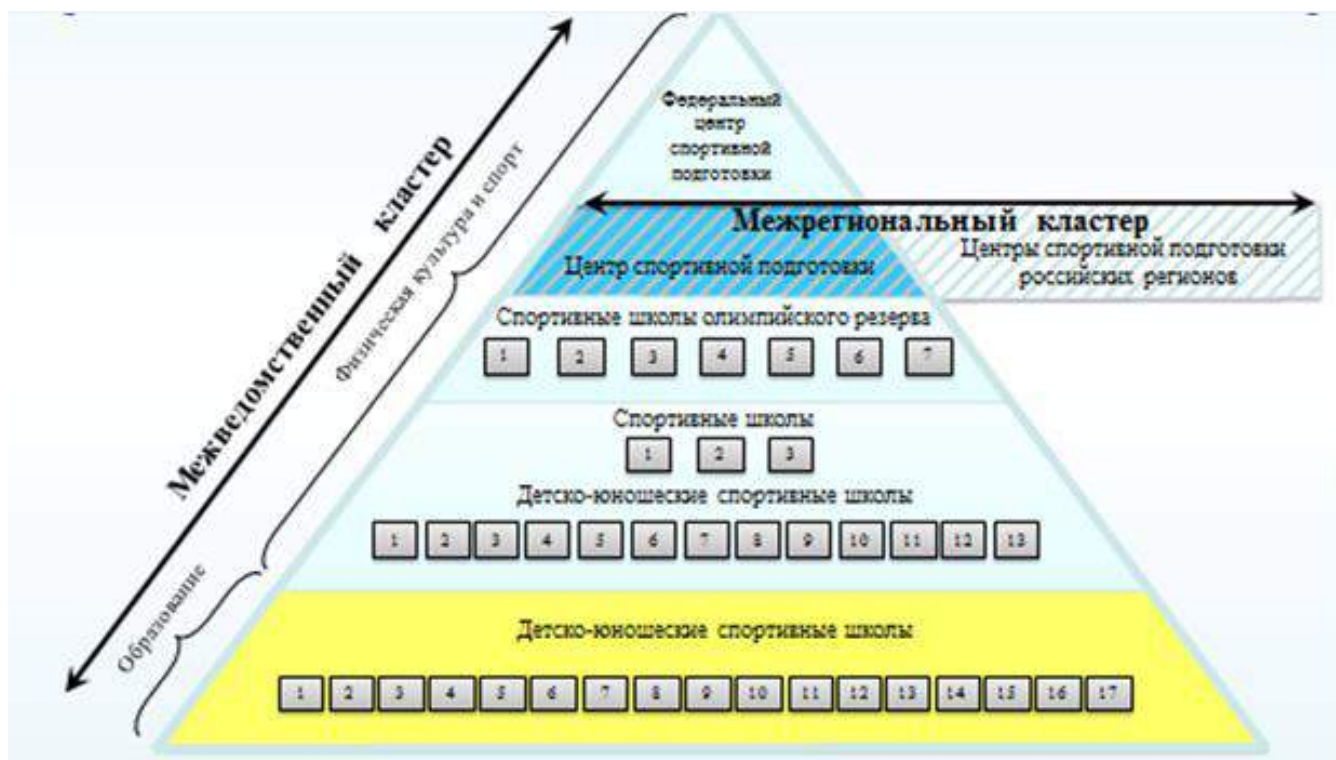 Межведомственный кластер
Физическая культура и спорт
Образование
Федеральный
центр
спортивной
подготовки
Межрегиональный кластер
Центр спортивной подготовки
Центры спортивной подготовки
российских регионов
Спортивные школы олимпийского резерва
1 2 3 4 5 6 7
Спортивные школы
1 2 3
Детско-юношеские спортивные школы
1 2 3 4 5 6 7 8 9 10 11 12 13
Детско-юношеские спортивные школы
1 2 3 4 5 6 7 8 9 10 11 12 13 14 15 16 17